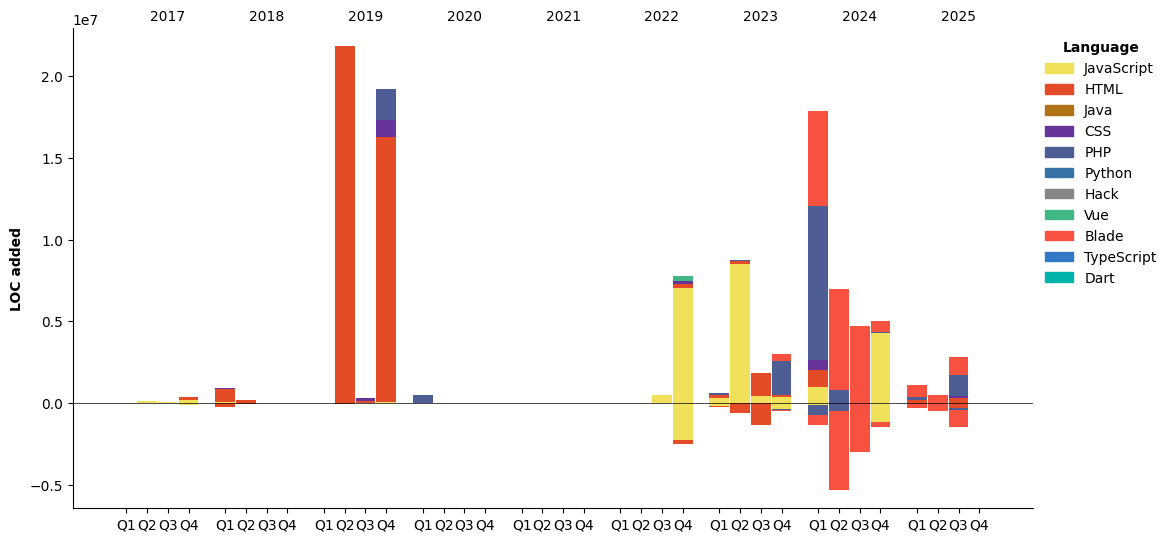 1e7
2017 2018 2019 2020 2021 2022 2023 2024 2025
LOC added
2.0
1.5
1.0
0.5
0.0
−0.5
Q1 Q2 Q3 Q4 Q1 Q2 Q3 Q4 Q1 Q2 Q3 Q4 Q1 Q2 Q3 Q4 Q1 Q2 Q3 Q4 Q1 Q2 Q3 Q4 Q1 Q2 Q3 Q4 Q1 Q2 Q3 Q4 Q1 Q2 Q3 Q4
Language
JavaScript
HTML
Java
CSS
PHP
Python
Hack
Vue
Blade
TypeScript
Dart